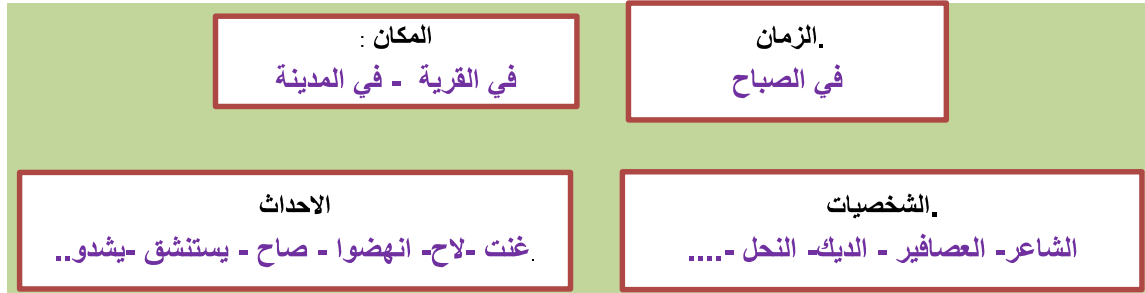 .الزمان
في الصباح
المكان :
في القرية - في المدينة
.الشخصيات
الشاعر- العصافير - الديك- النحل -....
الاحداث
.غنت -لاح- انهضوا - صاح - يستنشق -يشدو..